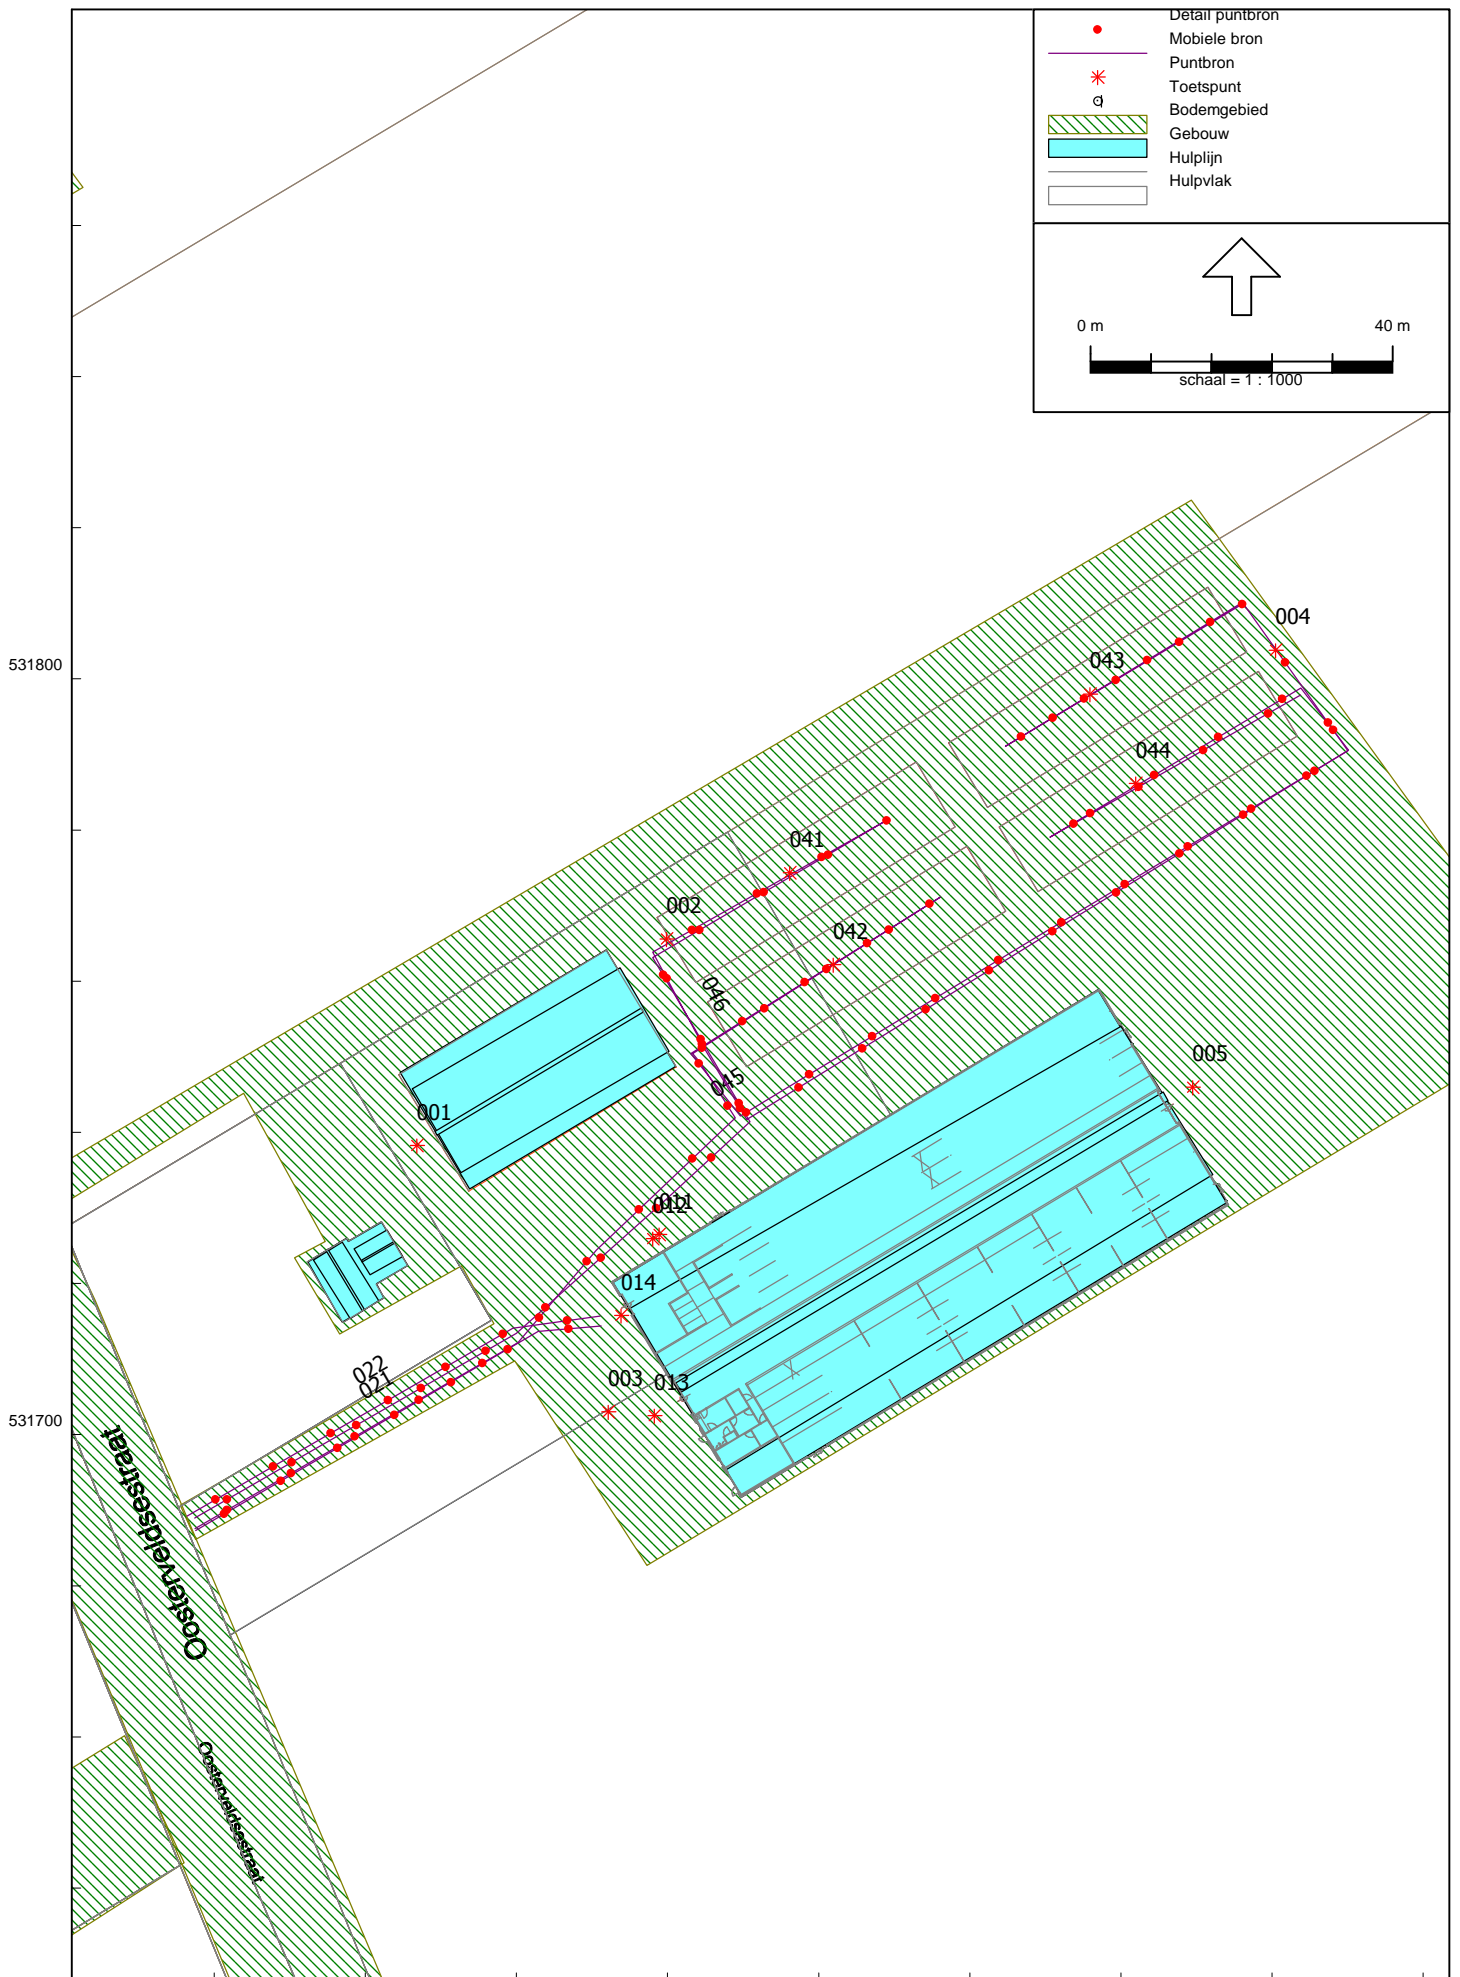 Detail puntbron
Mobiele bron
Puntbron
Toetspunt
Bodemgebied
Gebouw
Hulplijn
Hulpvlak
0 m
40 m
schaal = 1 : 1000
004
531800
043
044
041
002
042
046
005
045
001
011
012
014
003
013
022
021
531700
Oosterveldsestraat
Oosterveldsestraat